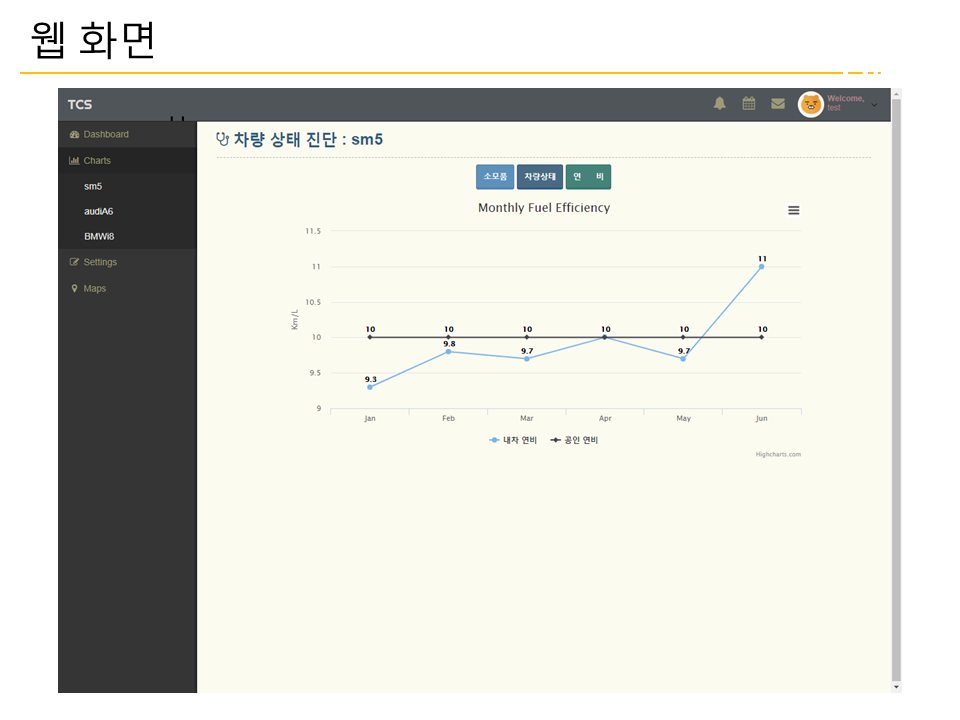 웹 화면
TCS
Welcome,
test
Dashboard
Charts
sm5
audiA6
BMWi8
Settings
Maps
차량 상태 진단 : sm5
소모품 차량상태 연 비
Monthly Fuel Efficiency
11.5
11
10.5
10
9.5
9
Km/L
10 10 10 10 10 10
9.3 9.8 9.7 9.7 11
Jan Feb Mar Apr May Jun
내차 연비 공인 연비
Highcharts.com